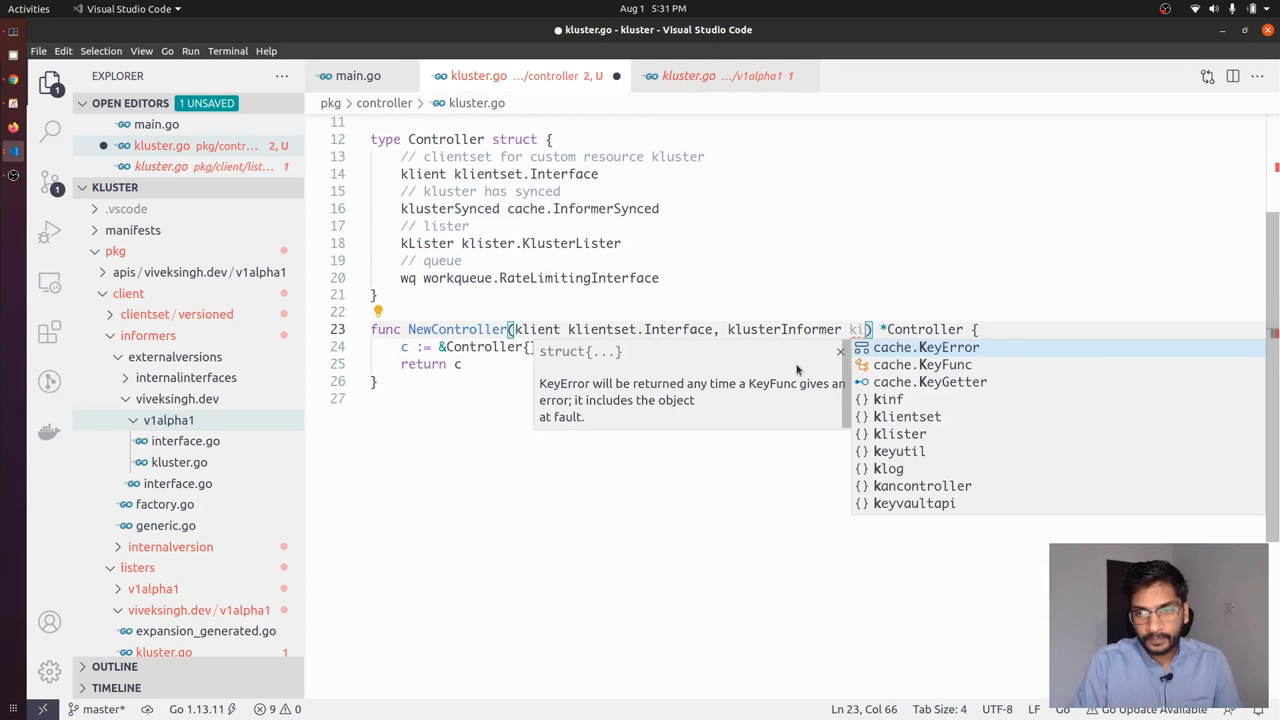 Activities
Visual Studio Code
Aug 1 5:31 PM
kluster.go - kluster - Visual Studio Code
File Edit Selection View Go Run Terminal Help
EXPLORER
main.go
kluster.go .../controller 2, U
kluster.go .../v1alpha1 1
OPEN EDITORS 1 UNSAVED
pkg > controller > kluster.go
main.go
kluster.go pkg/contr... 2, U
kluster.go pkg/client/list... 1
KLUSTER
.vscode
manifests
pkg
apis / viveksingh.dev / v1alpha1
client
clientset / versioned
informers
externalversions
internalinterfaces
viveksingh.dev
v1alpha1
interface.go
kluster.go
interface.go
factory.go
generic.go
internalversion
listers
v1alpha1
viveksingh.dev / v1alpha1
expansion_generated.go
kluster.go 1
OUTLINE
TIMELINE
11
12 type Controller struct {
13 // clientset for custom resource kluster
14 klient klientset.Interface
15 // kluster has synced
16 klusterSynced cache.InformerSynced
17 // lister
18 kLister klister.KlusterLister
19 // queue
20 wq workqueue.RateLimitingInterface
21 }
22
23 func NewController(klient klientset.Interface, klusterInformer ki) *Controller {
24 c := &Controller{}
25 return c
26 }
27
struct{...}
KeyError will be returned any time a KeyFunc gives an
error; it includes the object
at fault.
cache.KeyError
cache.KeyFunc
cache.KeyGetter
kinf
klientset
klister
keyutil
klog
kancontroller
keyvaultapi
master*
Go 1.13.11
9 0
Ln 23, Col 66
Tab Size: 4
UTF-8
LF
Go
Go Update Available